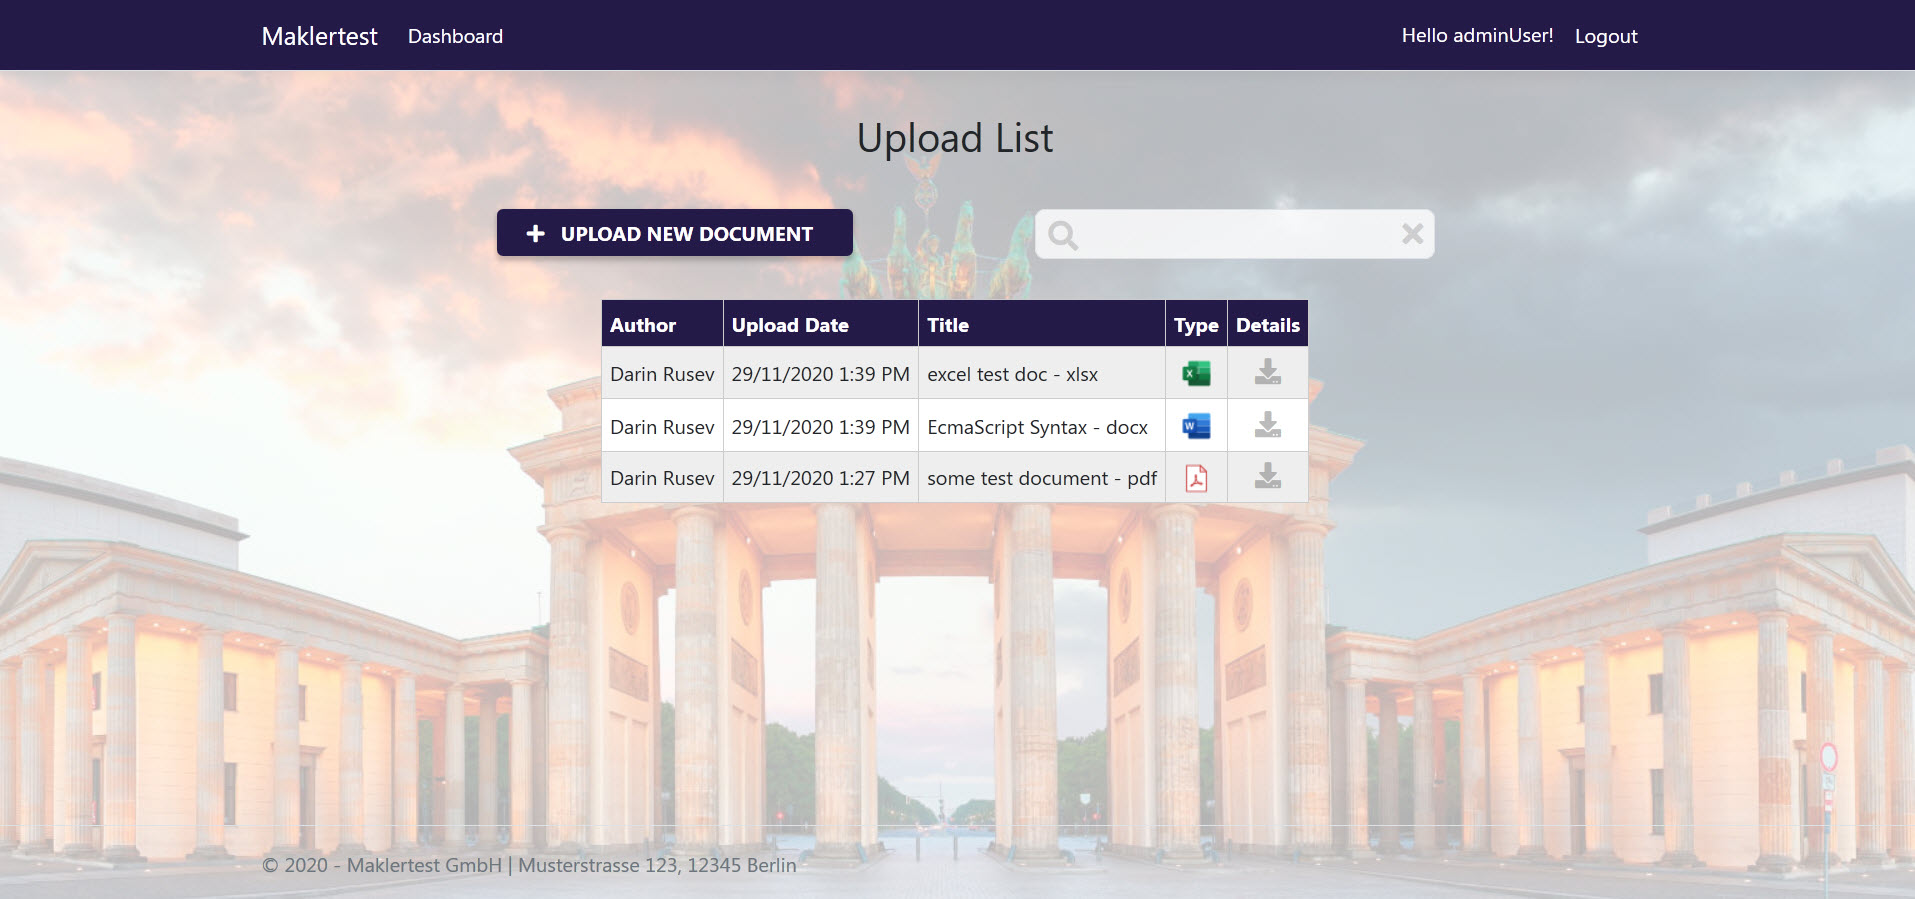 Maklertest Dashboard Hello adminUser! Logout
Upload List
UPLOAD NEW DOCUMENT
Author Upload Date Title Type Details
Darin Rusev 29/11/2020 1:39 PM excel test doc - xlsx
Darin Rusev 29/11/2020 1:39 PM EcmaScript Syntax - docx
Darin Rusev 29/11/2020 1:27 PM some test document - pdf
© 2020 - Maklertest GmbH | Musterstrasse 123, 12345 Berlin